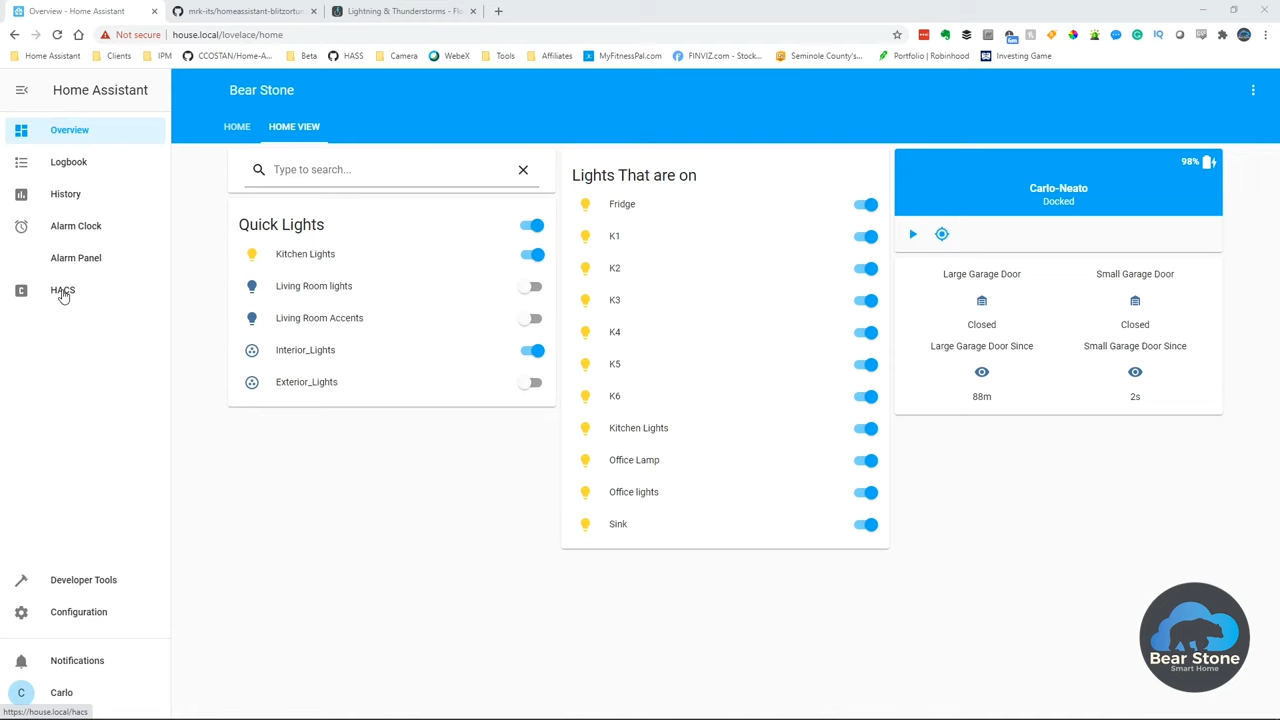 Overview - Home Assistant
mrk-its/homeassistant-blitzortun
Lightning & Thunderstorms - Flo
Not secure
house.local/lovelace/home
6m
IQ
Home Assistant
Clients
IPM
CCOSTAN/Home-A...
Beta
HASS
Camera
WebeX
Tools
Affiliates
MyFitnessPal.com
FINVIZ.com - Stock...
Seminole County's...
Portfolio | Robinhood
Investing Game
Home Assistant
Overview
Logbook
History
Alarm Clock
Alarm Panel
C
HACS
Developer Tools
Configuration
Notifications
C
Carlo
https://house.local/hacs
Bear Stone
HOME
HOME VIEW
Type to search...
Quick Lights
Kitchen Lights
Living Room lights
Living Room Accents
Interior_Lights
Exterior_Lights
Lights That are on
Fridge
K1
K2
K3
K4
K5
K6
Kitchen Lights
Office Lamp
Office lights
Sink
98%
Carlo-Neato
Docked
Large Garage Door
Small Garage Door
Closed
Closed
Large Garage Door Since
Small Garage Door Since
88m
2s
Bear Stone
Smart Home